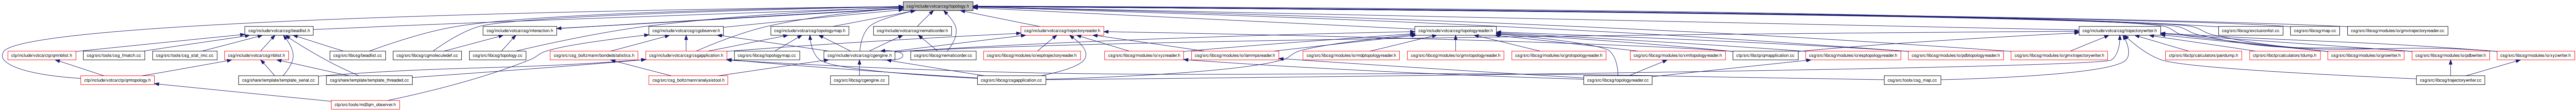 csg/include/votca/csg/topology.h
csg/include/votca/csg/beadlist.h
csg/include/votca/csg/interaction.h
csg/include/votca/csg/cgobserver.h
csg/include/votca/csg/topologymap.h
csg/include/votca/csg/nematicorder.h
csg/include/votca/csg/trajectoryreader.h
csg/include/votca/csg/topologyreader.h
csg/include/votca/csg/trajectorywriter.h
csg/src/libcsg/exclusionlist.cc
csg/src/libcsg/map.cc
csg/src/libcsg/modules/io/gmxtrajectoryreader.cc
ctp/include/votca/ctp/qmnblist.h
csg/src/tools/csg_fmatch.cc
csg/src/tools/csg_stat_imc.cc
csg/include/votca/csg/nblist.h
csg/src/libcsg/beadlist.cc
csg/src/libcsg/cgmoleculedef.cc
csg/src/libcsg/topology.cc
csg/src/csg_boltzmann/bondedstatistics.h
csg/include/votca/csg/csgapplication.h
csg/src/libcsg/topologymap.cc
csg/include/votca/csg/cgengine.h
csg/src/libcsg/nematicorder.cc
csg/src/libcsg/modules/io/esptrajectoryreader.h
csg/src/libcsg/modules/io/xyzreader.h
csg/src/libcsg/modules/io/lammpsreader.h
csg/src/libcsg/modules/io/gmxtopologyreader.h
csg/src/libcsg/modules/io/grotopologyreader.h
csg/src/libcsg/modules/io/xmltopologyreader.h
ctp/src/libctp/qmapplication.cc
csg/src/libcsg/modules/io/esptopologyreader.h
csg/src/libcsg/modules/io/pdbtopologyreader.h
csg/src/libcsg/modules/io/gmxtrajectorywriter.h
ctp/src/libctp/calculators/pairdump.h
ctp/src/libctp/calculators/tdump.h
csg/src/libcsg/modules/io/growriter.h
csg/src/libcsg/modules/io/pdbwriter.h
csg/src/libcsg/modules/io/xyzwriter.h
ctp/include/votca/ctp/qmtopology.h
csg/share/template/template_serial.cc
csg/share/template/template_threaded.cc
csg/src/csg_boltzmann/analysistool.h
csg/src/libcsg/cgengine.cc
csg/src/libcsg/csgapplication.cc
csg/src/libcsg/topologyreader.cc
csg/src/tools/csg_map.cc
csg/src/libcsg/trajectorywriter.cc
ctp/src/tools/md2qm_observer.h